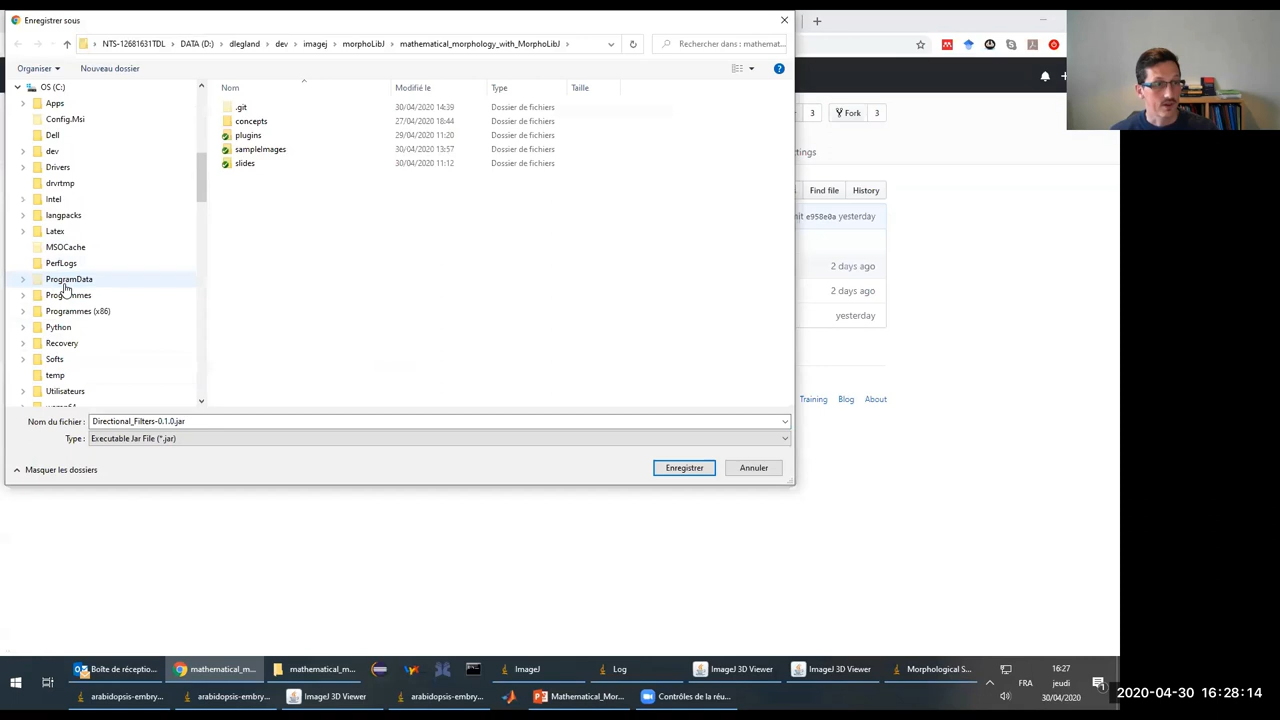 Enregistrer sous
NTS-12681631TDL > DATA (D:) > dlegland > dev > imagej > morphoLibJ > mathematical_morphology_with_MorphoLibJ >
Rechercher dans : mathemat...
Organiser
Nouveau dossier
OS (C:)
Apps
Config.Msi
Dell
dev
Drivers
drvrtmp
Intel
langpacks
Latex
MSOCache
PerfLogs
ProgramData
Programmes
Programmes (x86)
Python
Recovery
Softs
temp
Utilisateurs
Nom Modifié le Type Taille
.git 30/04/2020 14:39 Dossier de fichiers
concepts 27/04/2020 18:44 Dossier de fichiers
plugins 29/04/2020 11:20 Dossier de fichiers
sampleImages 30/04/2020 13:57 Dossier de fichiers
slides 30/04/2020 11:12 Dossier de fichiers
Nom du fichier : Directional_Filters-0.1.0.jar
Type : Executable Jar File (*.jar)
Masquer les dossiers
Enregistrer
Annuler
3 Fork 3
ttings
Find file History
mit e958e0a yesterday
2 days ago
2 days ago
yesterday
Training Blog About
Boîte de réceptio... mathematical_m... mathematical_m... ImageJ Log ImageJ 3D Viewer ImageJ 3D Viewer Morphological S...
arabidopsis-embry... arabidopsis-embry... ImageJ 3D Viewer arabidopsis-embry... Mathematical_Mor... Contrôles de la réu...
FRA
16:27
jeudi
30/04/2020
2020-04-30 16:28:14